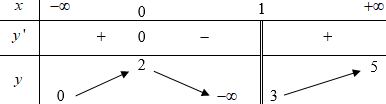 x −∞ 0 1 +∞
y' + 0 − +
2 5
y
0 −∞ 3